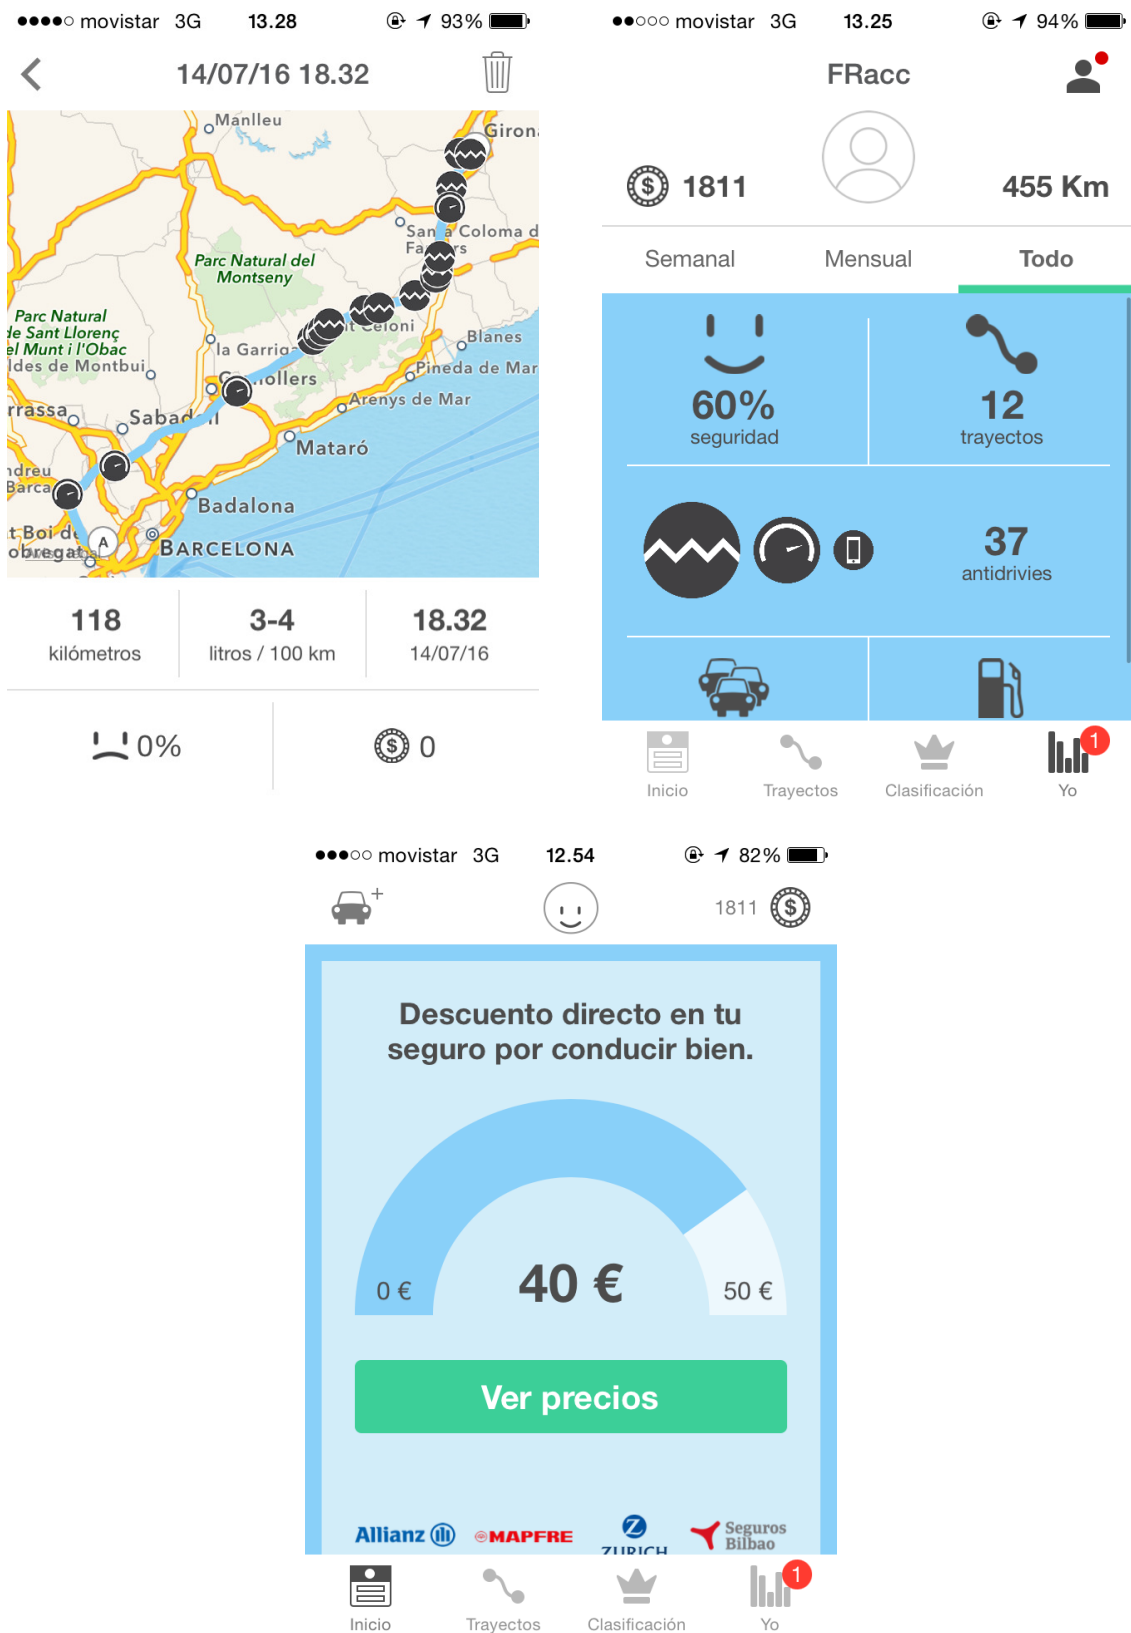 movistar 3G 13.28 93%
14/07/16 18.32
Manlleu
Giron
Parc Natural del
Montseny
Parc Natural
de Sant Llorenç
el Munt i l'Obac
la Garriga
Blanes
Pineda de Mar
Arenys de Mar
Mataró
Badalona
BARCELONA
A
118
kilómetros
3-4
litros / 100 km
18.32
14/07/16
0%
$ 0
movistar 3G 13.25 94%
FRacc
$ 1811
455 Km
Semanal Mensual Todo
60%
seguridad
12
trayectos
37
antidrivies
1
Inicio Trayectos Clasificación Yo
movistar 3G 12.54 82%
1811 $
Descuento directo en tu
seguro por conducir bien.
0 € 40 € 50 €
Ver precios
Allianz MAPFRE ZURICH Seguros
Bilbao
1
Inicio Trayectos Clasificación Yo